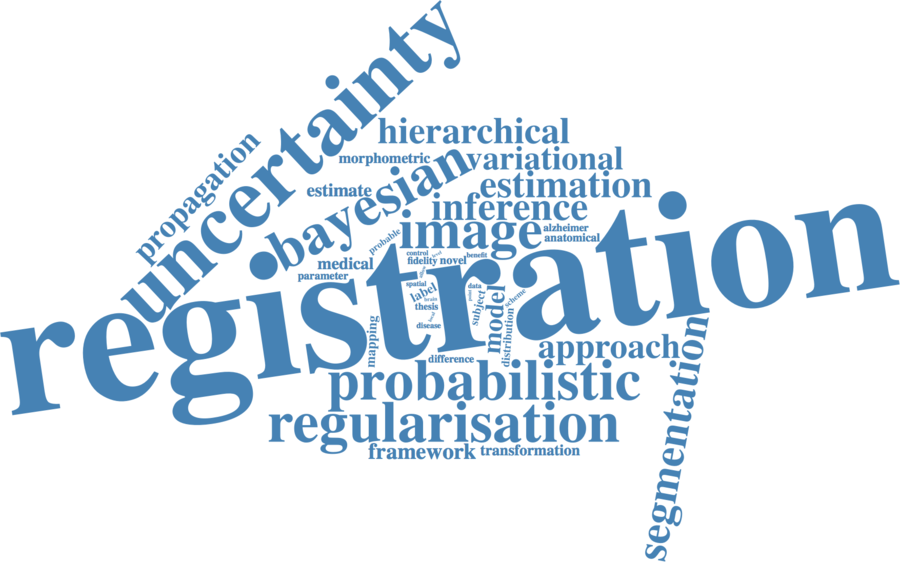 uncertainty
propagation
hierarchical
morphometric
variational
bayesian
estimate
estimation
inference
registration
image
alzheimer
anatomical
probable
control
benefit
medical
fidelity novel
parameter
spatial
data
label
brain
subject
scheme
thesis
model
disease
distribution
mapping
difference
approach
segmentation
probabilistic
regularisation
framework
transformation